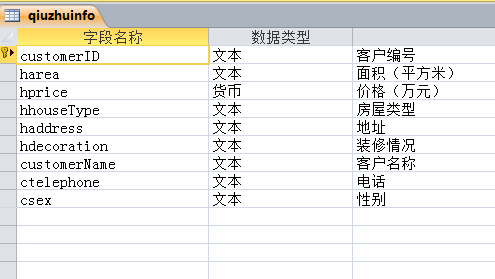 qiuzhuinfo
字段名称 数据类型
customerID 文本 客户编号
harea 文本 面积（平方米）
hprice 货币 价格（万元）
hhouseType 文本 房屋类型
haddress 文本 地址
hdecoration 文本 装修情况
customerName 文本 客户名称
ctelephone 文本 电话
csex 文本 性别